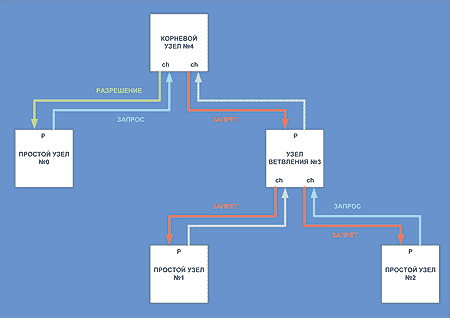 КОРНЕВОЙ
УЗЕЛ №4
ch
ch
РАЗРЕШЕНИЕ
ЗАПРОС
ЗАПРЕТ
P
ПРОСТОЙ УЗЕЛ
№0
P
УЗЕЛ
ВЕТВЛЕНИЯ №3
ch
ch
ЗАПРЕТ
ЗАПРОС
ЗАПРЕТ
P
ПРОСТОЙ УЗЕЛ
№1
P
ПРОСТОЙ УЗЕЛ
№2